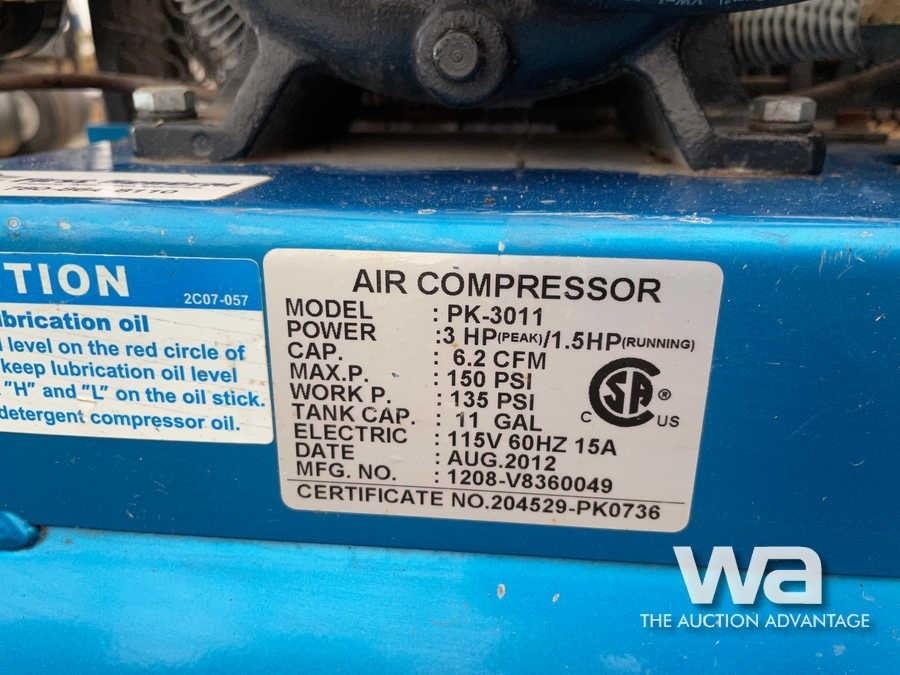 TION
2C07-057
brication oil
level on the red circle of
keep lubrication oil level
"H" and "L" on the oil stick.
detergent compressor oil.
AIR COMPRESSOR
MODEL : PK-3011
POWER :3 HP(PEAK)/1.5HP(RUNNING)
CAP. : 6.2 CFM
MAX.P. : 150 PSI
WORK P. : 135 PSI
TANK CAP. : 11 GAL
ELECTRIC : 115V 60HZ 15A
DATE : AUG.2012
MFG. NO. : 1208-V8360049
CERTIFICATE NO.204529-PK0736
C SA ® US
wa
THE AUCTION ADVANTAGE